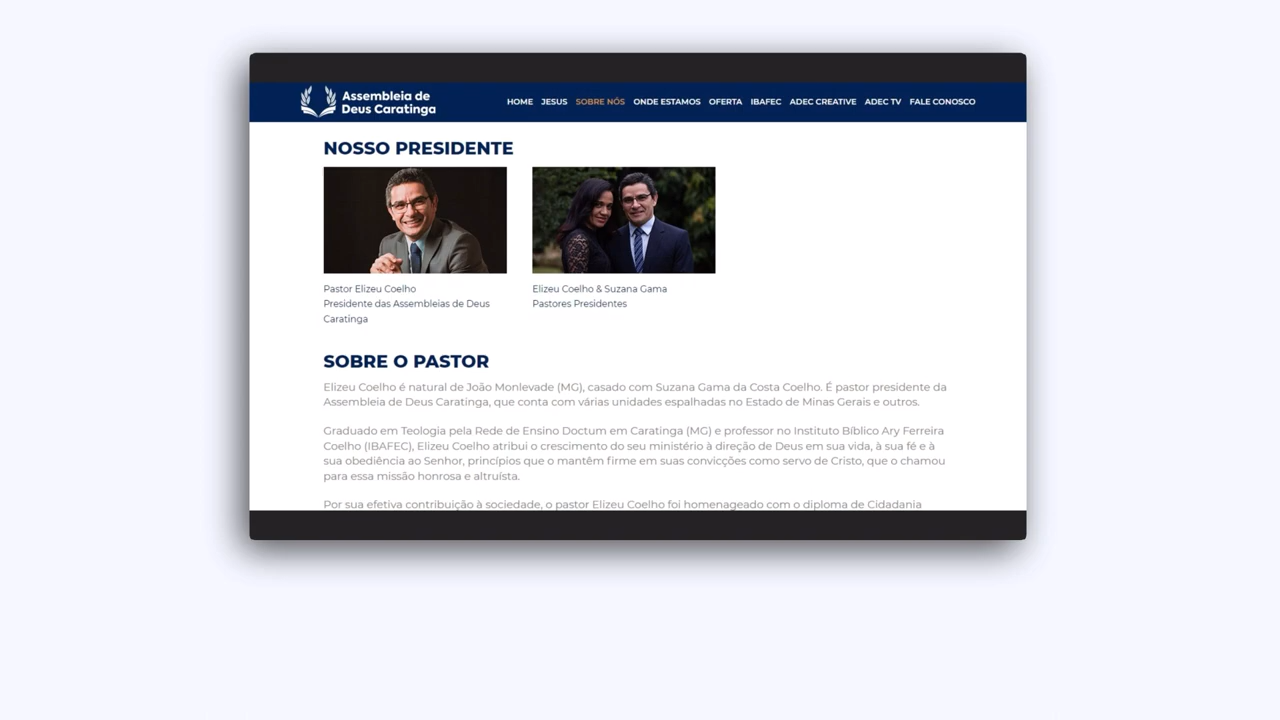 Assembleia de
Deus Caratinga
HOME JESUS SOBRE NÓS ONDE ESTAMOS OFERTA IBAFEC ADEC CREATIVE ADEC TV FALE CONOSCO
NOSSO PRESIDENTE
Pastor Elizeu Coelho
Presidente das Assembleias de Deus
Caratinga
Elizeu Coelho & Suzana Gama
Pastores Presidentes
SOBRE O PASTOR
Elizeu Coelho é natural de João Monlevade (MG), casado com Suzana Gama da Costa Coelho. É pastor presidente da
Assembleia de Deus Caratinga, que conta com várias unidades espalhadas no Estado de Minas Gerais e outros.
Graduado em Teologia pela Rede de Ensino Doctum em Caratinga (MG) e professor no Instituto Bíblico Ary Ferreira
Coelho (IBAFEC), Elizeu Coelho atribui o crescimento do seu ministério à direção de Deus em sua vida, à sua fé e à
sua obediência ao Senhor, princípios que o mantêm firme em suas convicções como servo de Cristo, que o chamou
para essa missão honrosa e altruísta.
Por sua efetiva contribuição à sociedade, o pastor Elizeu Coelho foi homenageado com o diploma de Cidadania